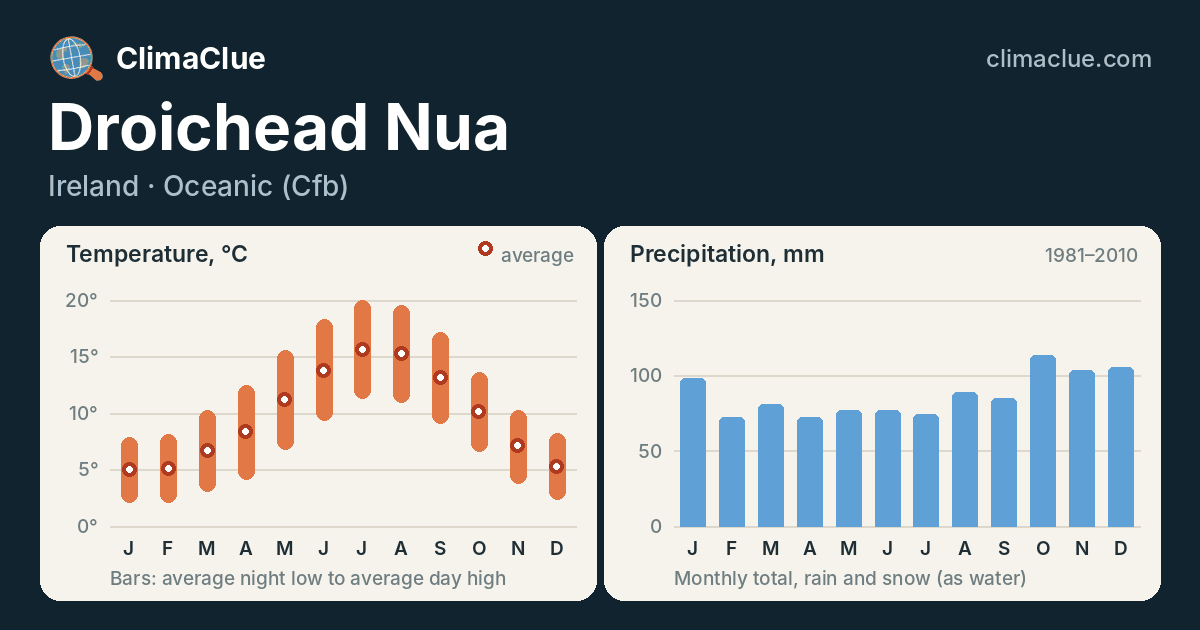 ClimaClue
climaclue.com
Droichead Nua
Ireland · Oceanic (Cfb)
Temperature, °C
average
20°
15°
10°
5°
0°
J F M A M J J A S O N D
Bars: average night low to average day high
Precipitation, mm
1981–2010
150
100
50
0
J F M A M J J A S O N D
Monthly total, rain and snow (as water)